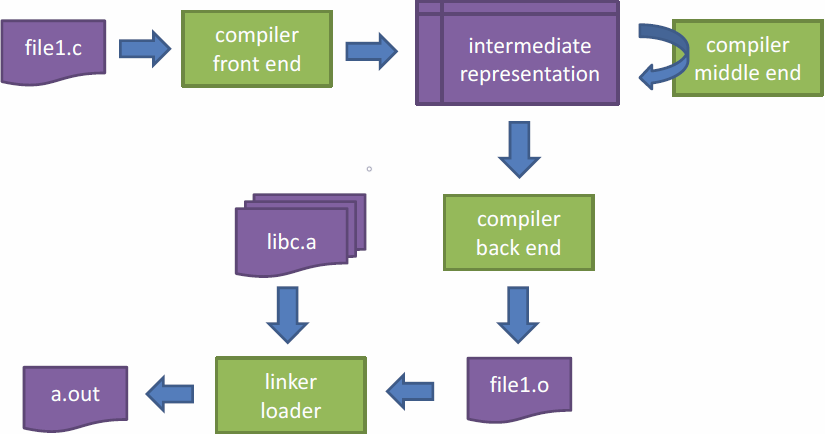 file1.c
compiler
front end
intermediate
representation
compiler
middle end
compiler
back end
libc.a
a.out
linker
loader
file1.o